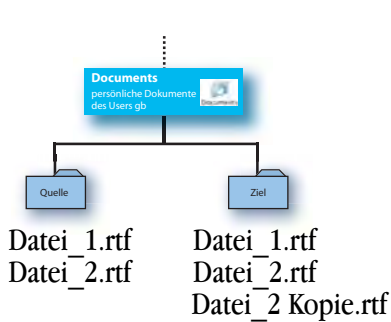 Documents
persönliche Dokumente
des Users gb
Documents
Quelle
Ziel
Datei_1.rtf
Datei_2.rtf
Datei_1.rtf
Datei_2.rtf
Datei_2 Kopie.rtf